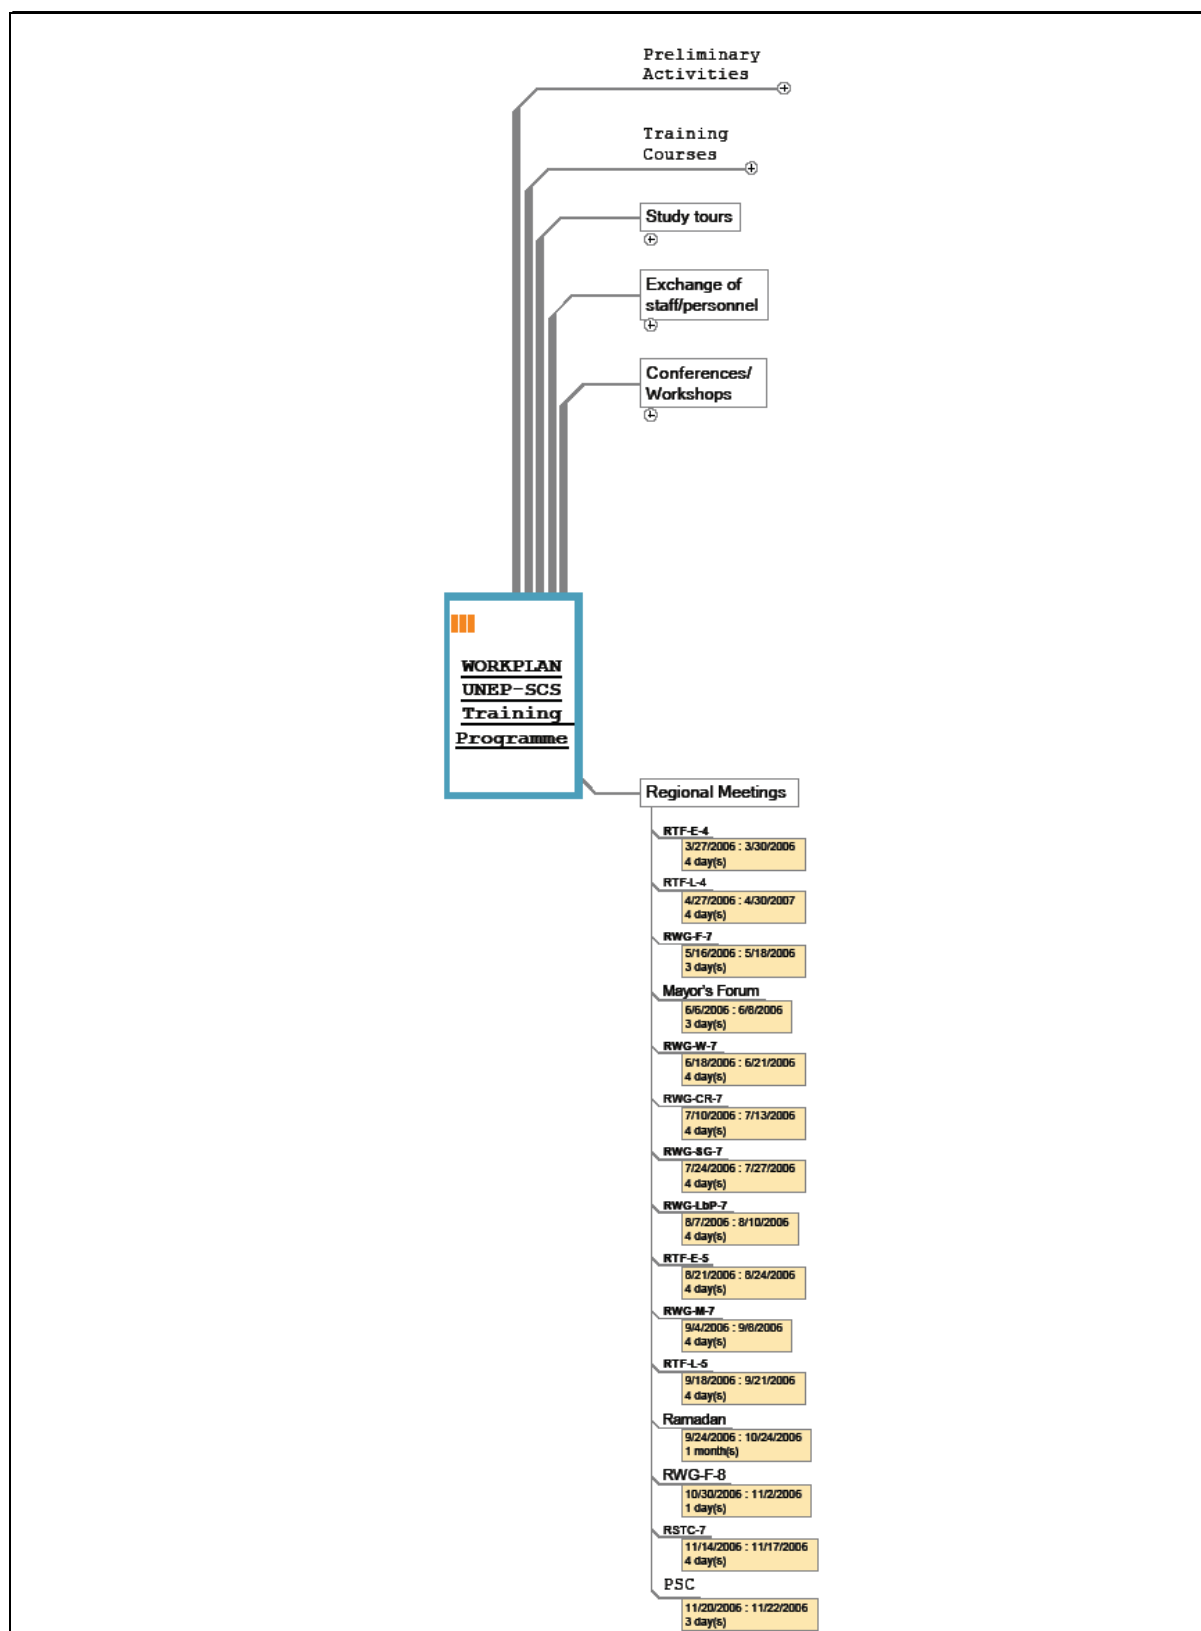 Preliminary
Activities
Training
Courses
Study tours
Exchange of
staff/personnel
Conferences/
Workshops
WORKPLAN
UNEP-SCS
Training
Programme
Regional Meetings
RTF-E-4
3/27/2006 : 3/30/2006
4 day(s)
RTF-L-4
4/27/2006 : 4/30/2007
4 day(s)
RWG-F-7
5/16/2006 : 5/18/2006
3 day(s)
Mayor's Forum
6/6/2006 : 6/8/2006
3 day(s)
RWG-W-7
6/18/2006 : 6/21/2006
4 day(s)
RWG-CR-7
7/10/2006 : 7/13/2006
4 day(s)
RWG-SG-7
7/24/2006 : 7/27/2006
4 day(s)
RWG-LbP-7
8/7/2006 : 8/10/2006
4 day(s)
RTF-E-5
8/21/2006 : 8/24/2006
4 day(s)
RWG-M-7
9/4/2006 : 9/8/2006
4 day(s)
RTF-L-5
9/18/2006 : 9/21/2006
4 day(s)
Ramadan
9/24/2006 : 10/24/2006
1 month(s)
RWG-F-8
10/30/2006 : 11/2/2006
1 day(s)
RSTC-7
11/14/2006 : 11/17/2006
4 day(s)
PSC
11/20/2006 : 11/22/2006
3 day(s)